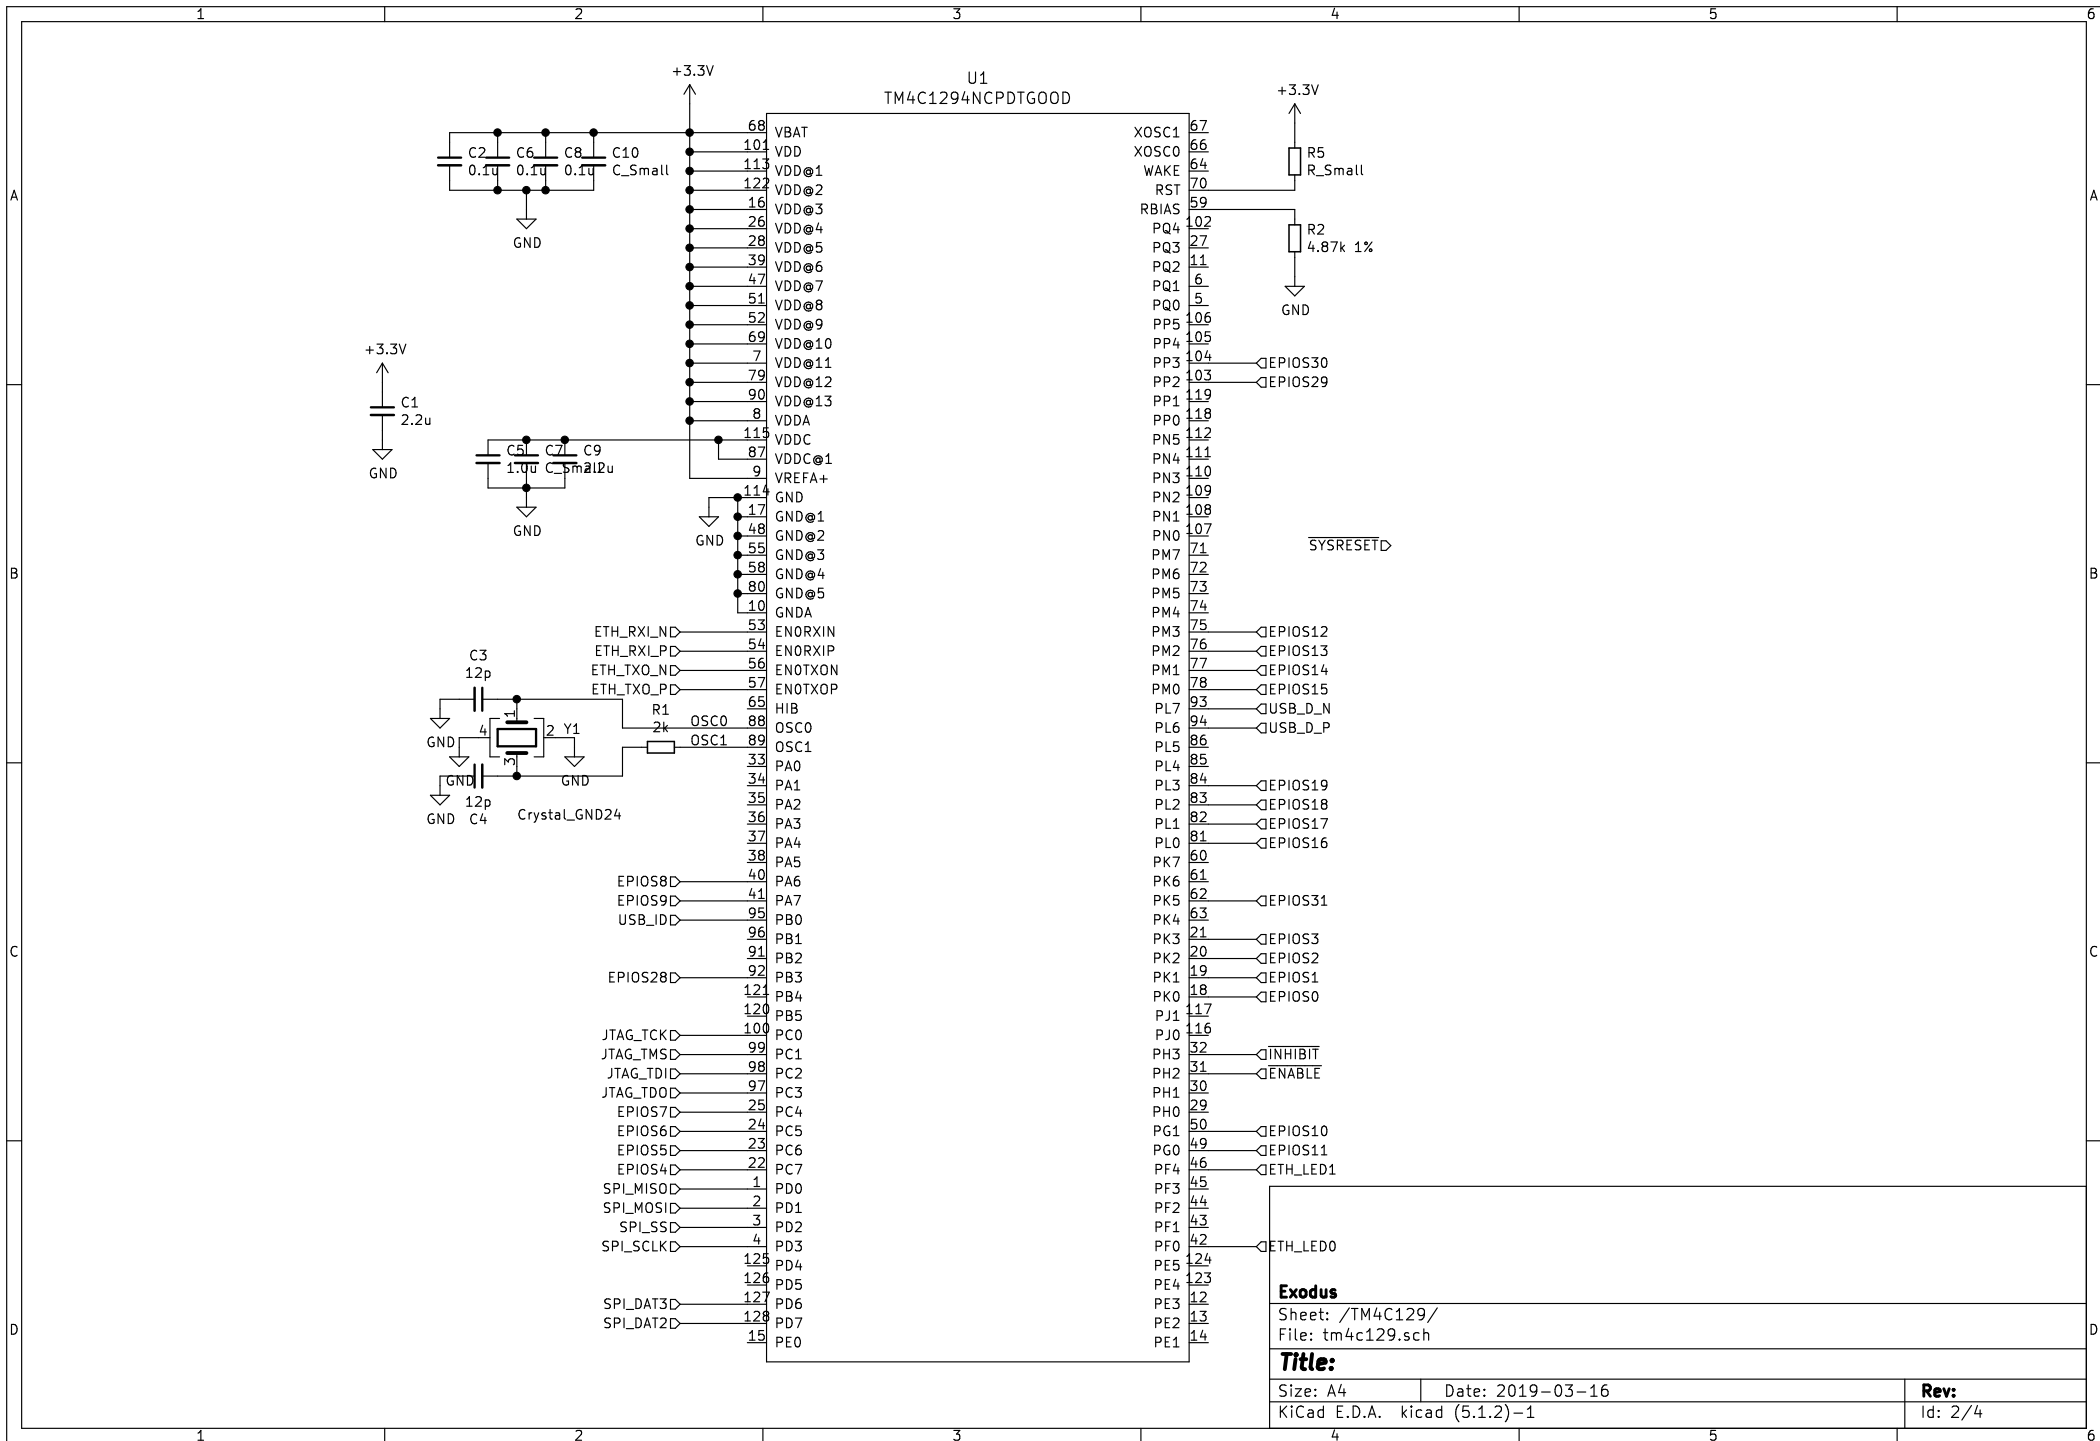 1 2 3 4 5 6
A
B
C
D
A
B
C
D
1 2 3 4 5 6
U1
TM4C1294NCPDTGOOD
+3.3V
C2
0.1u
C6
0.1u
C8
0.1u
C10
C_Small
GND
+3.3V
C1
2.2u
GND
C5
1.0u
C7
C_Small
C9
2.2u
GND
GND
68 VBAT
101 VDD
113 VDD@1
122 VDD@2
16 VDD@3
26 VDD@4
28 VDD@5
39 VDD@6
47 VDD@7
51 VDD@8
52 VDD@9
69 VDD@10
7 VDD@11
79 VDD@12
90 VDD@13
8 VDDA
115 VDDC
87 VDDC@1
9 VREFA+
114 GND
17 GND@1
48 GND@2
55 GND@3
58 GND@4
80 GND@5
10 GNDA
ETH_RXI_N 53 EN0RXIN
ETH_RXI_P 54 EN0RXIP
ETH_TXO_N 56 EN0TXON
ETH_TXO_P 57 EN0TXOP
65 HIB
OSC0 88 OSC0
OSC1 89 OSC1
R1
2k
C3
12p
GND
1
4
2
3
Y1
GND
GND
12p
C4
GND
Crystal_GND24
33 PA0
34 PA1
35 PA2
36 PA3
37 PA4
38 PA5
EPIOS8 40 PA6
EPIOS9 41 PA7
USB_ID 95 PB0
96 PB1
91 PB2
EPIOS28 92 PB3
121 PB4
120 PB5
JTAG_TCK 100 PC0
JTAG_TMS 99 PC1
JTAG_TDI 98 PC2
JTAG_TDO 97 PC3
EPIOS7 25 PC4
EPIOS6 24 PC5
EPIOS5 23 PC6
EPIOS4 22 PC7
SPI_MISO 1 PD0
SPI_MOSI 2 PD1
SPI_SS 3 PD2
SPI_SCLK 4 PD3
125 PD4
126 PD5
SPI_DAT3 127 PD6
SPI_DAT2 128 PD7
15 PE0
XOSC1 67
XOSC0 66
WAKE 64
RST 70
RBIAS 59
PQ4 102
PQ3 27
PQ2 11
PQ1 6
PQ0 5
PP5 106
PP4 105
PP3 104 EPIOS30
PP2 103 EPIOS29
PP1 119
PP0 118
PN5 112
PN4 111
PN3 110
PN2 109
PN1 108
PN0 107
PM7 71
PM6 72
PM5 73
PM4 74
PM3 75 EPIOS12
PM2 76 EPIOS13
PM1 77 EPIOS14
PM0 78 EPIOS15
PL7 93 USB_D_N
PL6 94 USB_D_P
PL5 86
PL4 85
PL3 84 EPIOS19
PL2 83 EPIOS18
PL1 82 EPIOS17
PL0 81 EPIOS16
PK7 60
PK6 61
PK5 62 EPIOS31
PK4 63
PK3 21 EPIOS3
PK2 20 EPIOS2
PK1 19 EPIOS1
PK0 18 EPIOS0
PJ1 117
PJ0 116
PH3 32 INHIBIT
PH2 31 ENABLE
PH1 30
PH0 29
PG1 50 EPIOS10
PG0 49 EPIOS11
PF4 46 ETH_LED1
PF3 45
PF2 44
PF1 43
PF0 42 ETH_LED0
PE5 124
PE4 123
PE3 12
PE2 13
PE1 14
+3.3V
R5
R_Small
R2
4.87k 1%
GND
SYSRESET
Exodus
Sheet: /TM4C129/
File: tm4c129.sch
Title:
Size: A4 Date: 2019-03-16 Rev:
KiCad E.D.A. kicad (5.1.2)-1 Id: 2/4